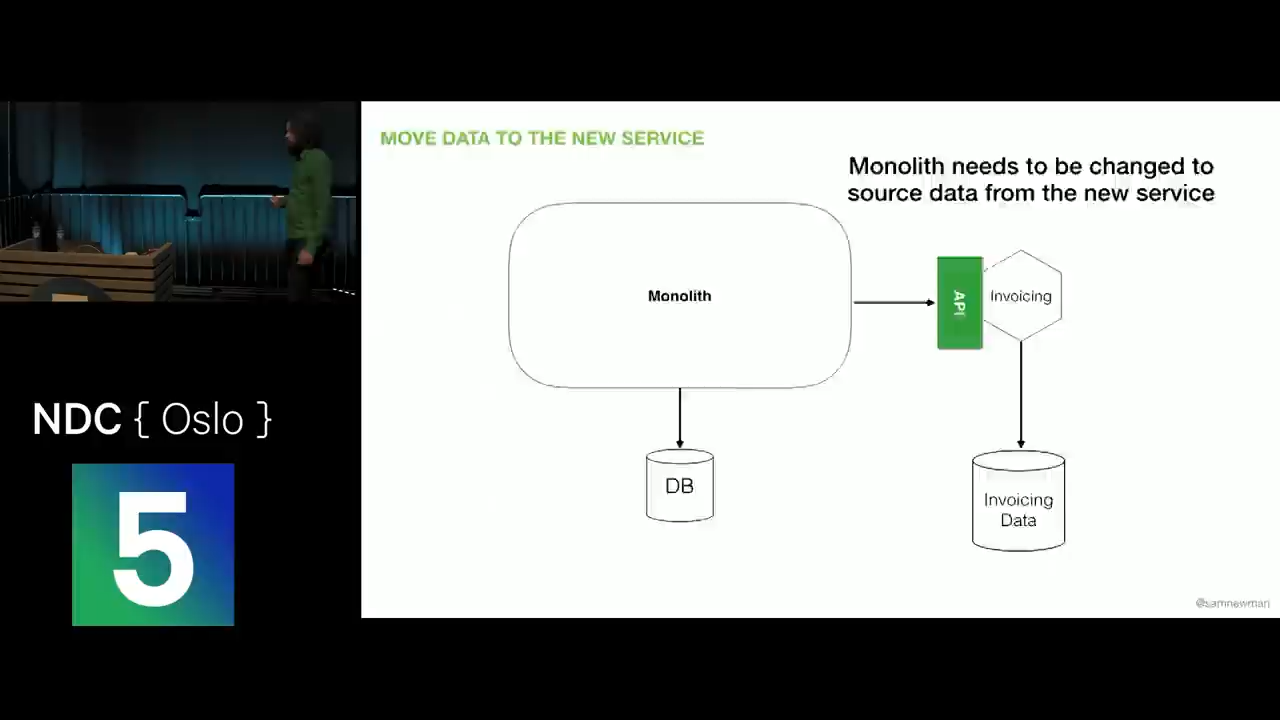 MOVE DATA TO THE NEW SERVICE
Monolith needs to be changed to
source data from the new service
Monolith
API
Invoicing
DB
Invoicing
Data
@samnewman
NDC { Oslo }
5